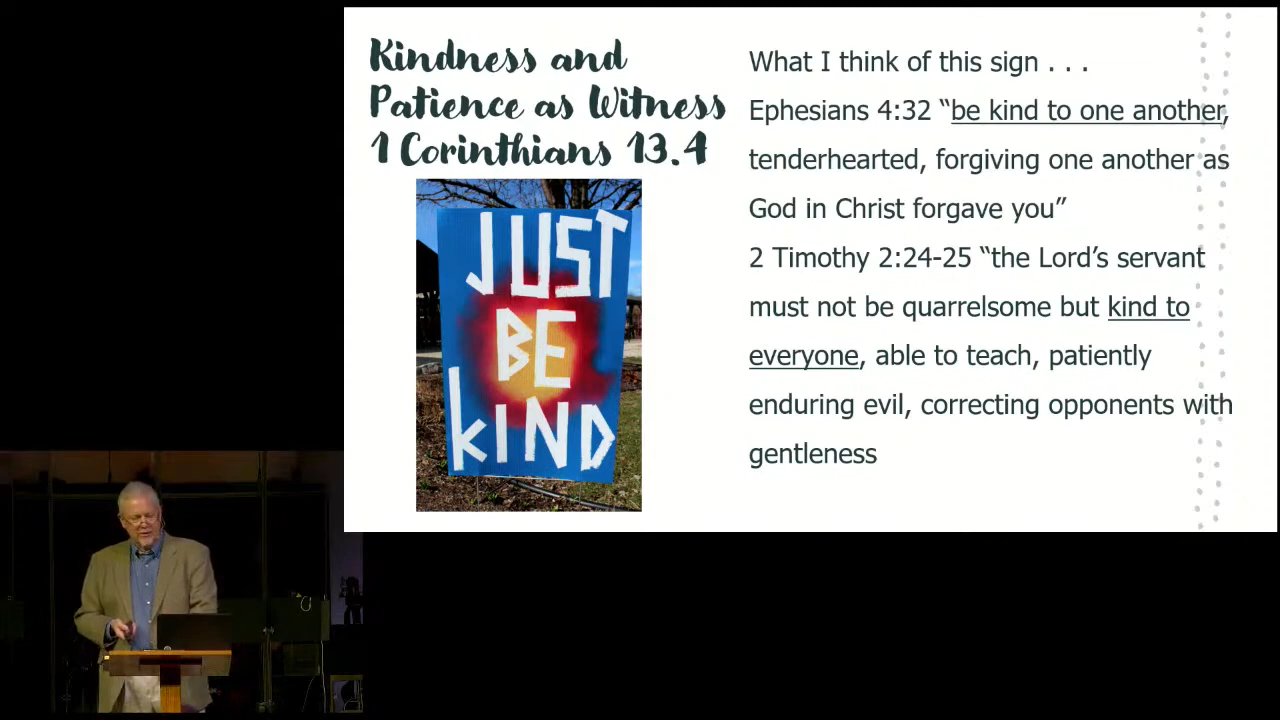 Kindness and
Patience as Witness
1 Corinthians 13.4
JUST
BE
kIND
What I think of this sign . . .
Ephesians 4:32 “be kind to one another,
tenderhearted, forgiving one another as
God in Christ forgave you”
2 Timothy 2:24-25 “the Lord’s servant
must not be quarrelsome but kind to
everyone, able to teach, patiently
enduring evil, correcting opponents with
gentleness